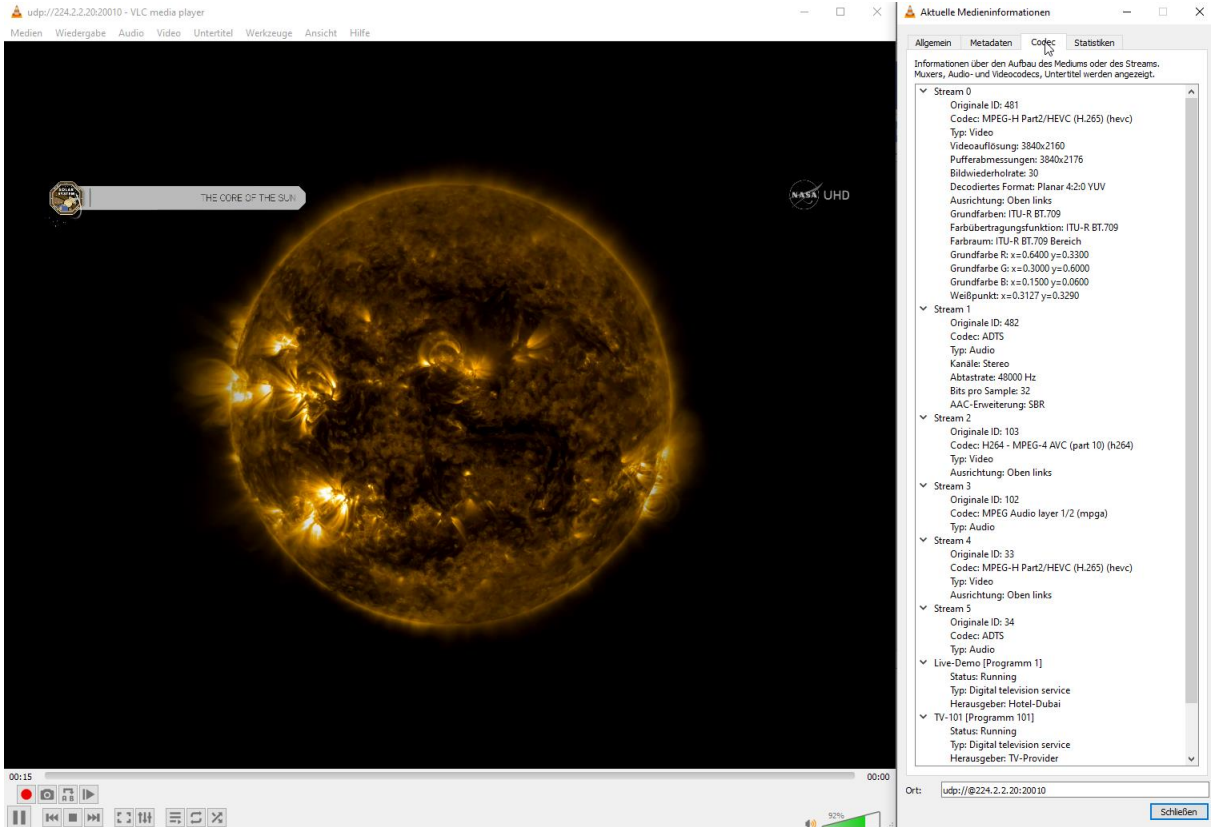 udp://224.2.2.20:20010 - VLC media player
Medien Wiedergabe Audio Video Untertitel Werkzeuge Ansicht Hilfe
THE CORE OF THE SUN
NASA UHD
00:15
00:00
92%
Aktuelle Medieninformationen
Allgemein Metadaten Codec Statistiken
Informationen über den Aufbau des Mediums oder des Streams.
Muxers, Audio- und Videocodecs, Untertitel werden angezeigt.
Stream 0
Originale ID: 481
Codec: MPEG-H Part2/HEVC (H.265) (hevc)
Typ: Video
Videoauflösung: 3840x2160
Pufferabmessungen: 3840x2176
Bildwiederholrate: 30
Decodiertes Format: Planar 4:2:0 YUV
Ausrichtung: Oben links
Grundfarben: ITU-R BT.709
Farbübertragungsfunktion: ITU-R BT.709
Farbraum: ITU-R BT.709 Bereich
Grundfarbe R: x=0.6400 y=0.3300
Grundfarbe G: x=0.3000 y=0.6000
Grundfarbe B: x=0.1500 y=0.0600
Weißpunkt: x=0.3127 y=0.3290
Stream 1
Originale ID: 482
Codec: ADTS
Typ: Audio
Kanäle: Stereo
Abtastrate: 48000 Hz
Bits pro Sample: 32
AAC-Erweiterung: SBR
Stream 2
Originale ID: 103
Codec: H264 - MPEG-4 AVC (part 10) (h264)
Typ: Video
Ausrichtung: Oben links
Stream 3
Originale ID: 102
Codec: MPEG Audio layer 1/2 (mpga)
Typ: Audio
Stream 4
Originale ID: 33
Codec: MPEG-H Part2/HEVC (H.265) (hevc)
Typ: Video
Ausrichtung: Oben links
Stream 5
Originale ID: 34
Codec: ADTS
Typ: Audio
Live-Demo [Programm 1]
Status: Running
Typ: Digital television service
Herausgeber: Hotel-Dubai
TV-101 [Programm 101]
Status: Running
Typ: Digital television service
Herausgeber: TV-Provider
Ort: udp://@224.2.2.20:20010
Schließen